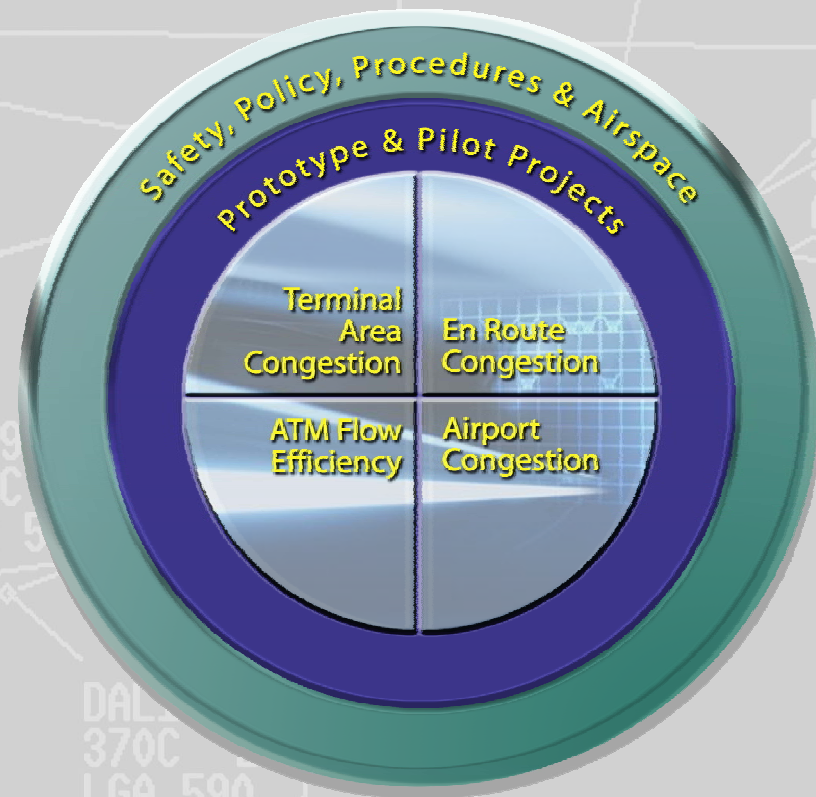 Safety, Policy, Procedures & Airspace
Prototype & Pilot Projects
Terminal
Area
Congestion
En Route
Congestion
ATM Flow
Efficiency
Airport
Congestion
370C
LGA 590